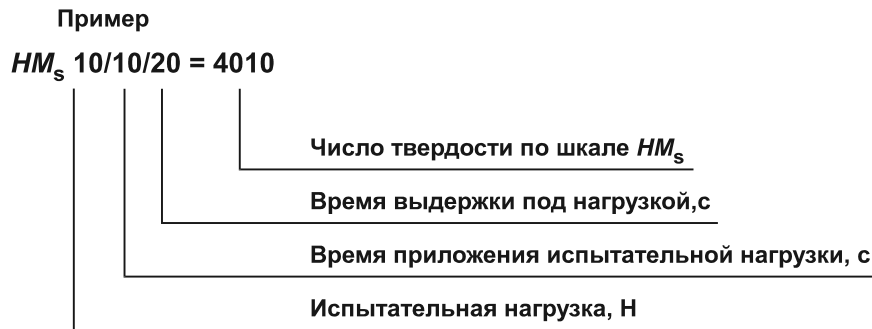 Пример
HMs 10/10/20 = 4010
Число твердости по шкале HMs
Время выдержки под нагрузкой,с
Время приложения испытательной нагрузки, с
Испытательная нагрузка, Н